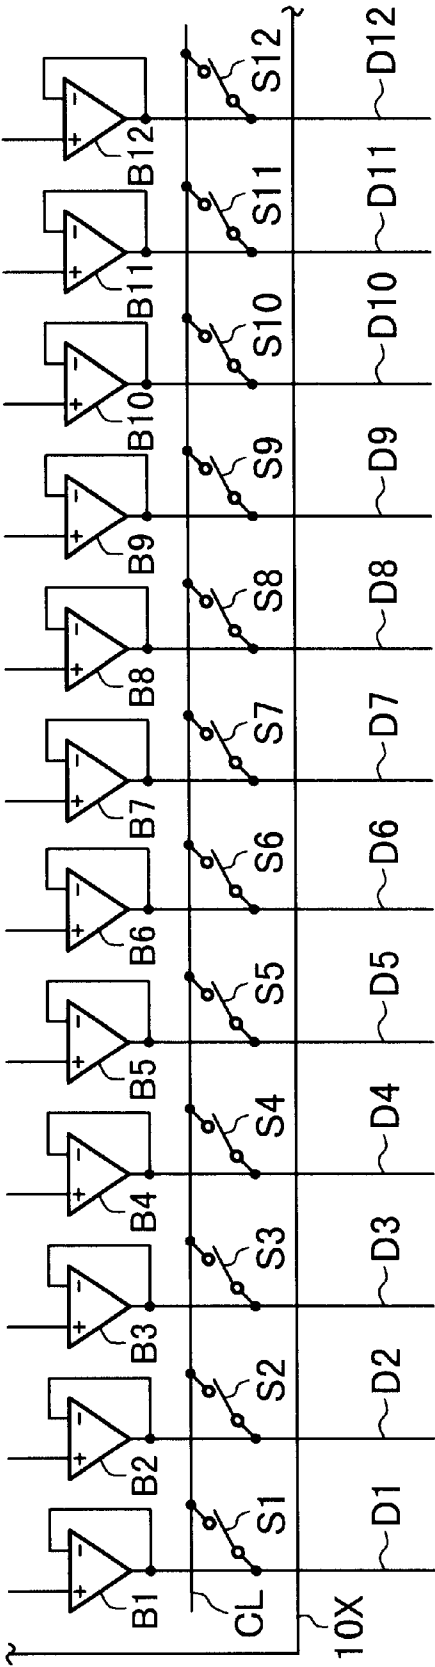 B1 B2 B3 B4 B5 B6 B7 B8 B9 B10 B11 B12
CL S1 S2 S3 S4 S5 S6 S7 S8 S9 S10 S11 S12
10X
D1 D2 D3 D4 D5 D6 D7 D8 D9 D10 D11 D12